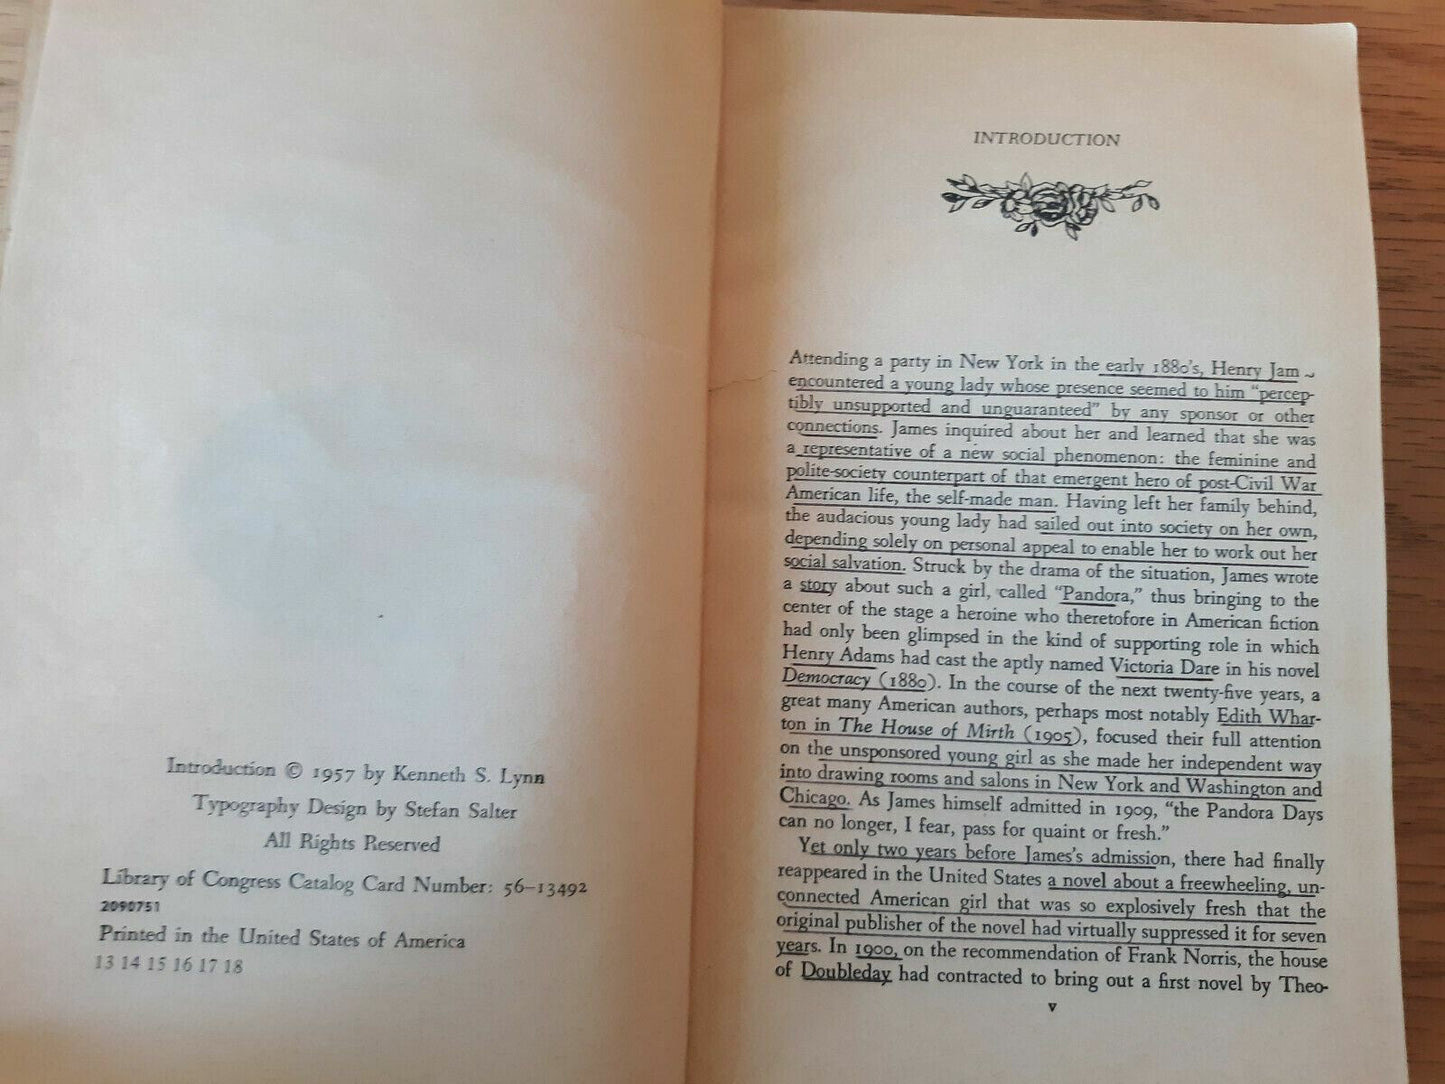 Introduction © 1957 by Kenneth S. Lynn
Typography Design by Stefan Salter
All Rights Reserved
Library of Congress Catalog Card Number: 56–13492
2090751
Printed in the United States of America
13 14 15 16 17 18
INTRODUCTION
Attending a party in New York in the early 1880's, Henry Jam
encountered a young lady whose presence seemed to him "percep-
tibly unsupported and unguaranteed" by any sponsor or other
connections. James inquired about her and learned that she was
a representative of a new social phenomenon: the feminine and
polite-society counterpart of that emergent hero of post-Civil War
American life, the self-made man. Having left her family behind,
the audacious young lady had sailed out into society on her own,
depending solely on personal appeal to enable her to work out her
social salvation. Struck by the drama of the situation, James wrote
a story about such a girl, called "Pandora," thus bringing to the
center of the stage a heroine who theretofore in American fiction
had only been glimpsed in the kind of supporting role in which
Henry Adams had cast the aptly named Victoria Dare in his novel
Democracy (1880). In the course of the next twenty-five years, a
great many American authors, perhaps most notably Edith Whar-
ton in The House of Mirth (1905), focused their full attention
on the unsponsored young girl as she made her independent way
into drawing rooms and salons in New York and Washington and
Chicago. As James himself admitted in 1909, "the Pandora Days
can no longer, I fear, pass for quaint or fresh."
Yet only two years before James's admission, there had finally
reappeared in the United States a novel about a freewheeling, un-
connected American girl that was so explosively fresh that the
original publisher of the novel had virtually suppressed it for seven
years. In 1900, on the recommendation of Frank Norris, the house
of Doubleday had contracted to bring out a first novel by Theo-
v